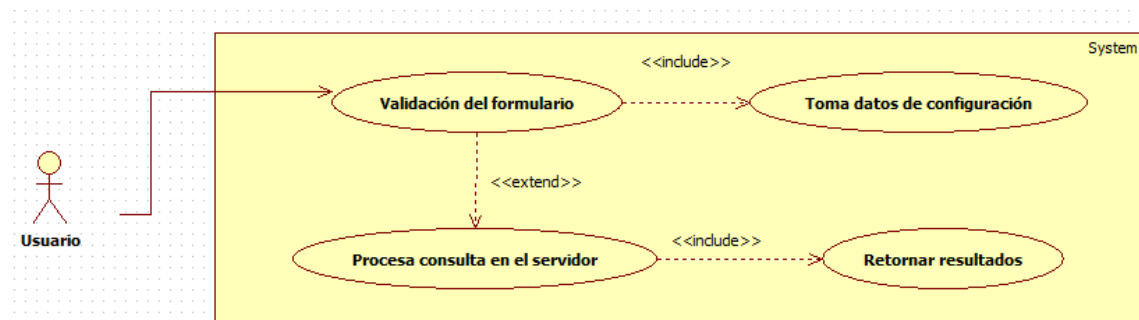 System
<<include>>
Validación del formulario
Toma datos de configuración
<<extend>>
Usuario
<<include>>
Procesa consulta en el servidor
Retornar resultados